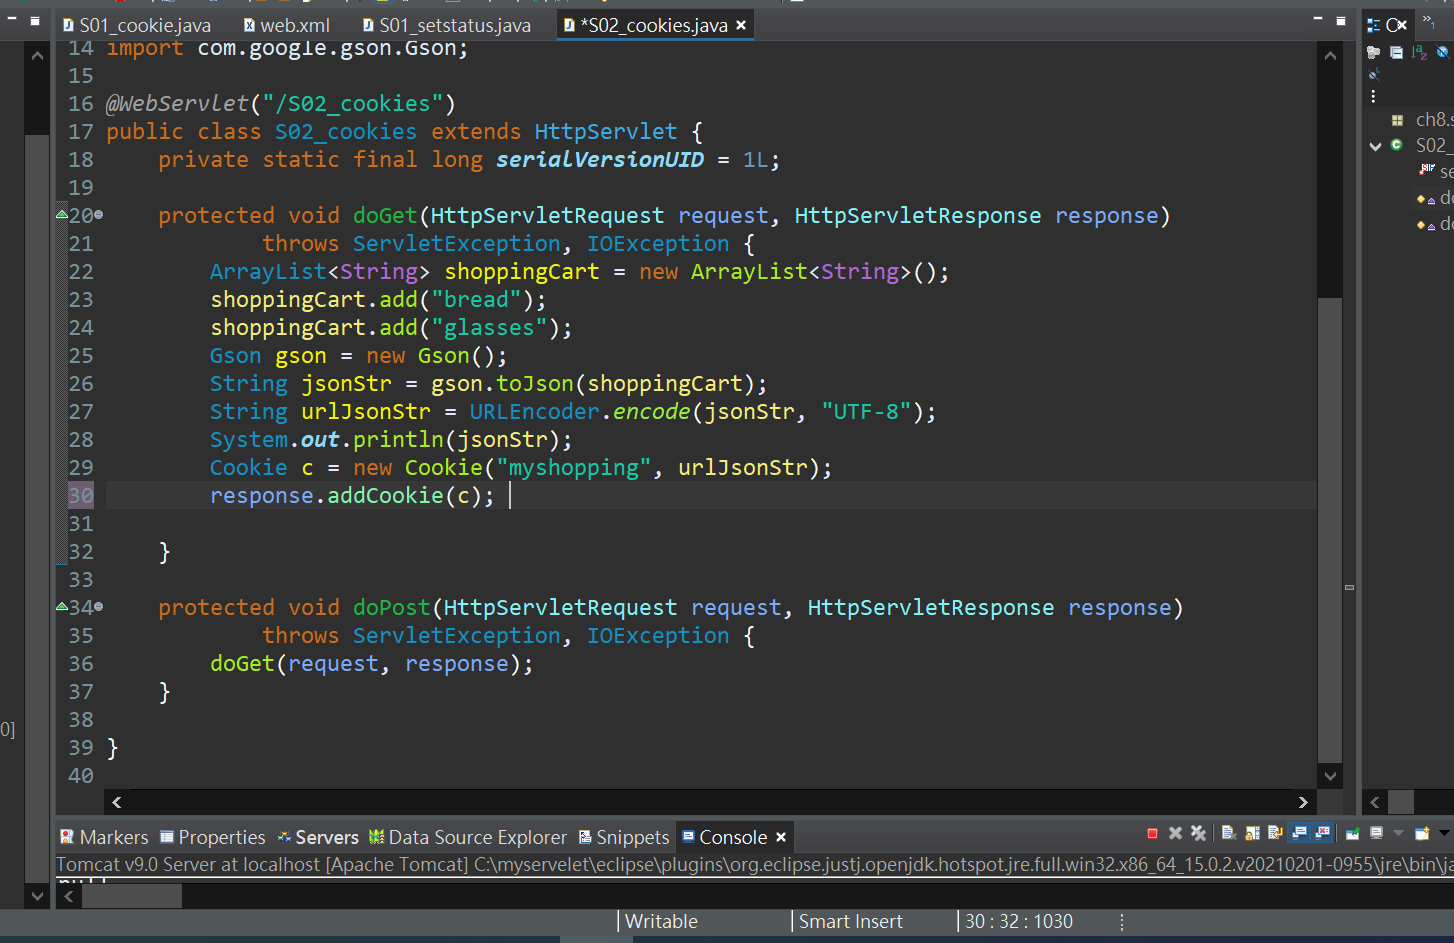 S01_cookie.java web.xml S01_setstatus.java *S02_cookies.java
14 import com.google.gson.Gson;
15
16 @WebServlet("/S02_cookies")
17 public class S02_cookies extends HttpServlet {
18 private static final long serialVersionUID = 1L;
19
20 protected void doGet(HttpServletRequest request, HttpServletResponse response)
21 throws ServletException, IOException {
22 ArrayList<String> shoppingCart = new ArrayList<String>();
23 shoppingCart.add("bread");
24 shoppingCart.add("glasses");
25 Gson gson = new Gson();
26 String jsonStr = gson.toJson(shoppingCart);
27 String urlJsonStr = URLEncoder.encode(jsonStr, "UTF-8");
28 System.out.println(jsonStr);
29 Cookie c = new Cookie("myshopping", urlJsonStr);
30 response.addCookie(c);
31
32 }
33
34 protected void doPost(HttpServletRequest request, HttpServletResponse response)
35 throws ServletException, IOException {
36 doGet(request, response);
37 }
38
39 }
40
0]
ch8.s
S02_
se
do
do
Markers Properties Servers Data Source Explorer Snippets Console
Tomcat v9.0 Server at localhost [Apache Tomcat] C:\myservelet\eclipse\plugins\org.eclipse.justj.openjdk.hotspot.jre.full.win32.x86_64_15.0.2.v20210201-0955\jre\bin\ja
Writable Smart Insert 30 : 32 : 1030